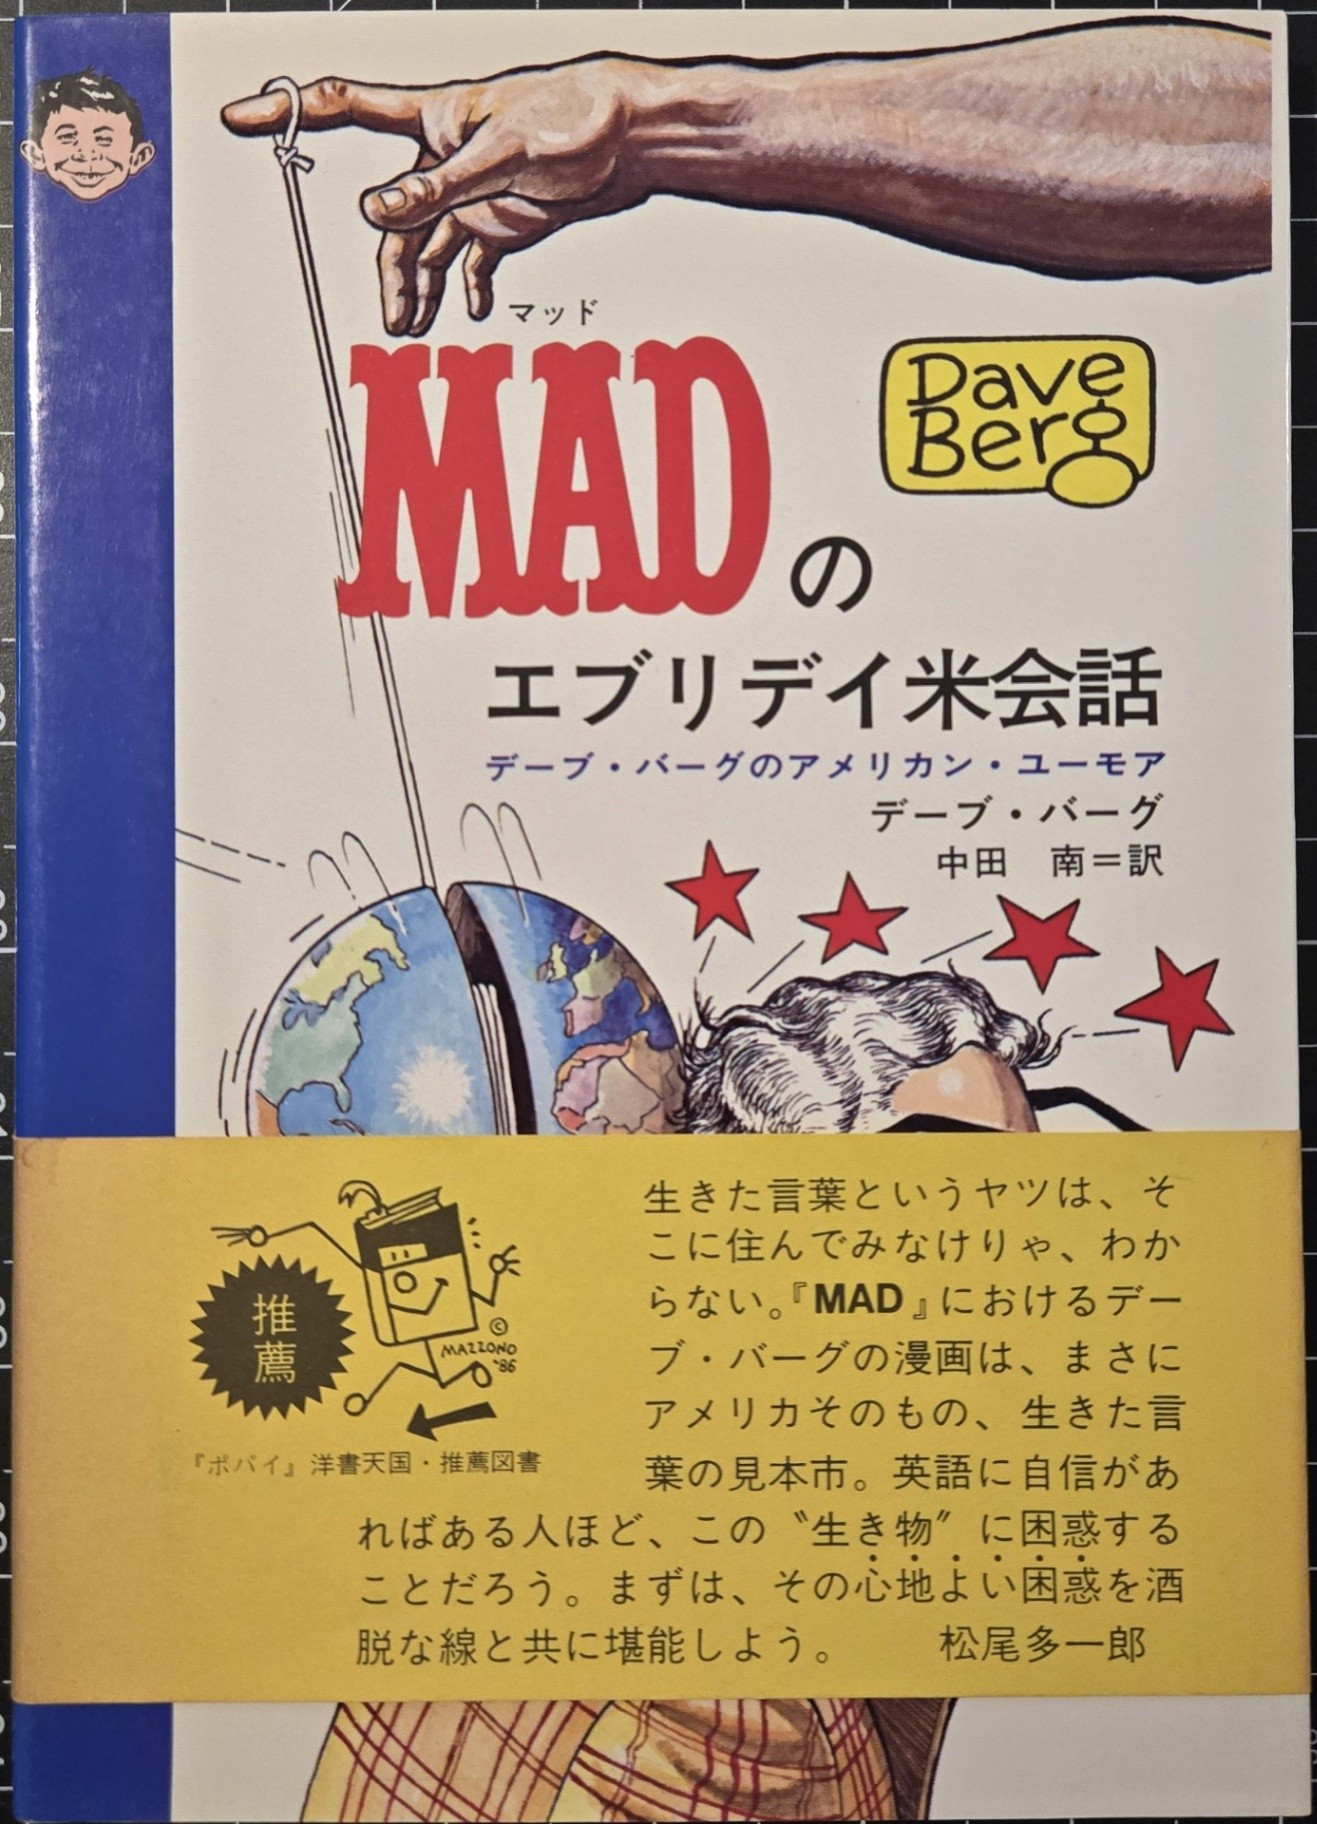 マッド
MAD
Dave
Berg
の
エブリデイ米会話
デーブ・バーグのアメリカン・ユーモア
デーブ・バーグ
中田 南＝訳
推薦
© MAZZONO '86
『ポパイ』洋書天国・推薦図書
生きた言葉というヤツは、そ
こに住んでみなけりゃ、わか
らない。『MAD』におけるデー
ブ・バーグの漫画は、まさに
アメリカそのもの、生きた言
葉の見本市。英語に自信があ
ればある人ほど、この〝生き物〟に困惑する
ことだろう。まずは、その心地よい困惑を酒
脱な線と共に堪能しよう。 松尾多一郎